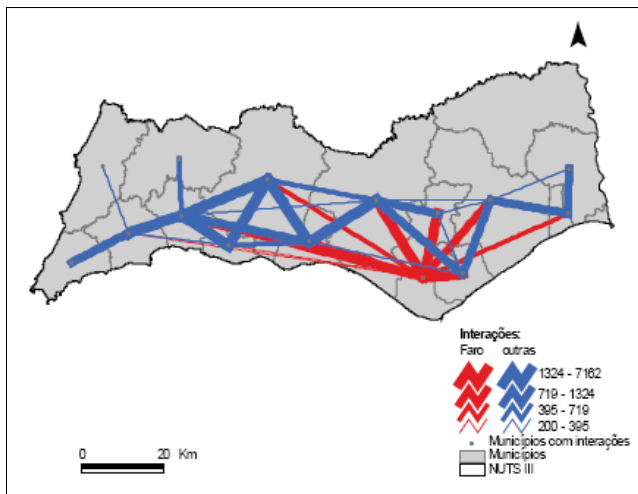 Interações:
Faro outras
1324 - 7162
719 - 1324
395 - 719
200 - 395
Municípios com interações
Municípios
NUTS III
0 20 Km